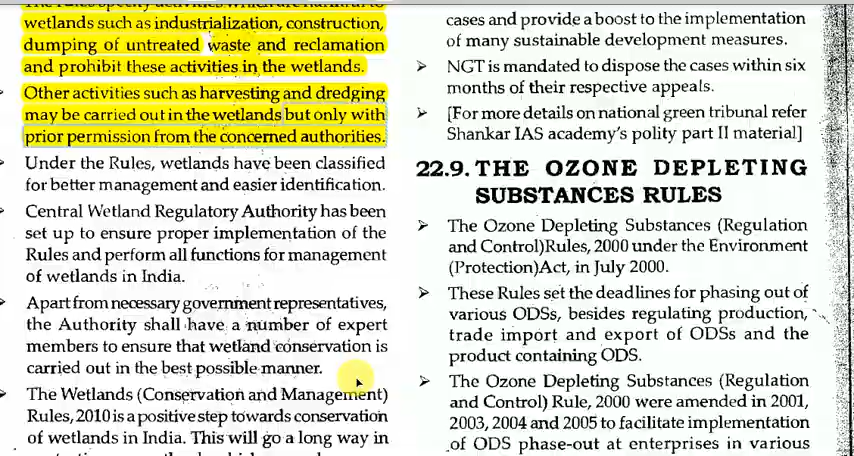 The Rules specify activities which are harmful to
wetlands such as industrialization, construction,
dumping of untreated waste and reclamation
and prohibit these activities in the wetlands.
Other activities such as harvesting and dredging
may be carried out in the wetlands but only with
prior permission from the concerned authorities.
Under the Rules, wetlands have been classified
for better management and easier identification.
Central Wetland Regulatory Authority has been
set up to ensure proper implementation of the
Rules and perform all functions for management
of wetlands in India.
Apart from necessary government representatives,
the Authority shall have a number of expert
members to ensure that wetland conservation is
carried out in the best possible manner.
The Wetlands (Conservation and Management)
Rules, 2010 is a positive step towards conservation
of wetlands in India. This will go a long way in
cases and provide a boost to the implementation
of many sustainable development measures.
NGT is mandated to dispose the cases within six
months of their respective appeals.
[For more details on national green tribunal refer
Shankar IAS academy's polity part II material]
22.9. THE OZONE DEPLETING
SUBSTANCES RULES
The Ozone Depleting Substances (Regulation
and Control)Rules, 2000 under the Environment
(Protection)Act, in July 2000.
These Rules set the deadlines for phasing out of
various ODSs, besides regulating production,
trade import and export of ODSs and the
product containing ODS.
The Ozone Depleting Substances (Regulation
and Control) Rule, 2000 were amended in 2001,
2003, 2004 and 2005 to facilitate implementation
of ODS phase-out at enterprises in various